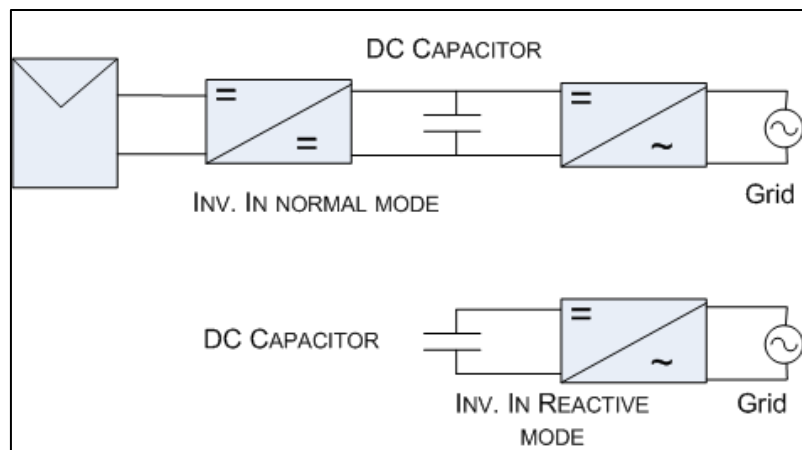 DC CAPACITOR
=
=
=
~
INV. IN NORMAL MODE
Grid
DC CAPACITOR
=
~
INV. IN REACTIVE
MODE
Grid